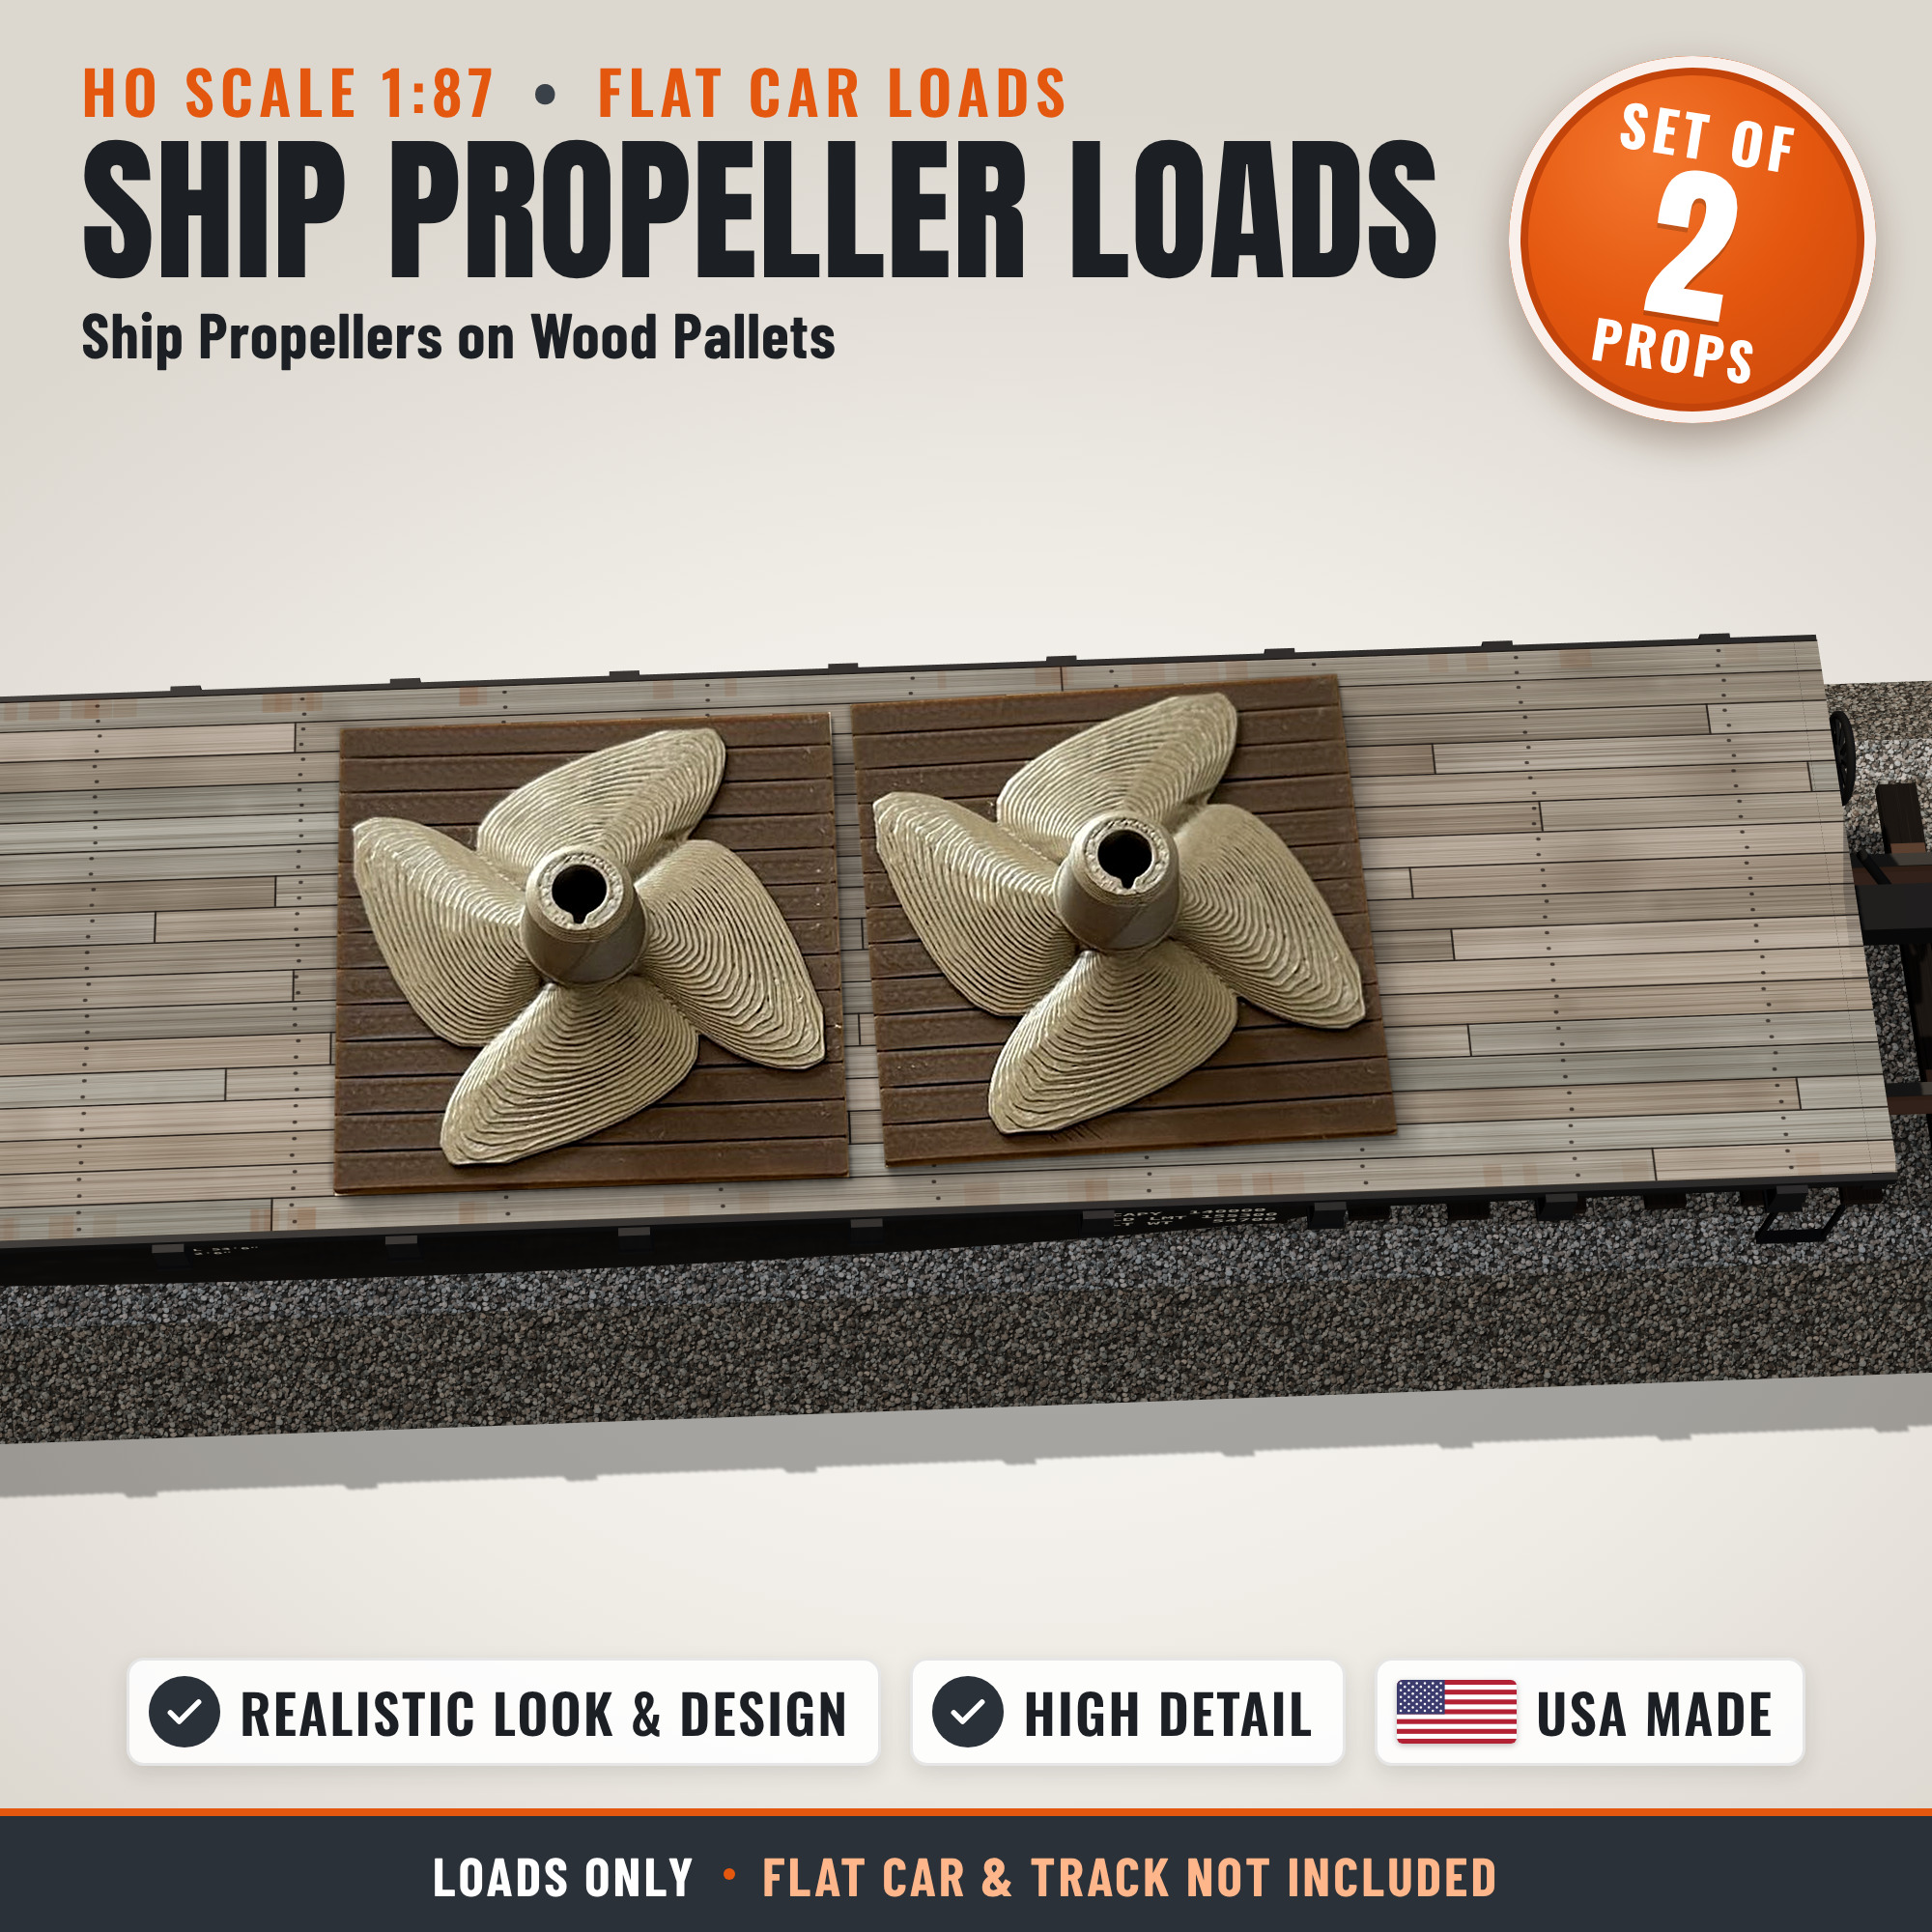 HO SCALE 1:87 • FLAT CAR LOADS
SHIP PROPELLER LOADS
Ship Propellers on Wood Pallets
SET OF
2
PROPS
REALISTIC LOOK & DESIGN
HIGH DETAIL
USA MADE
LOADS ONLY • FLAT CAR & TRACK NOT INCLUDED